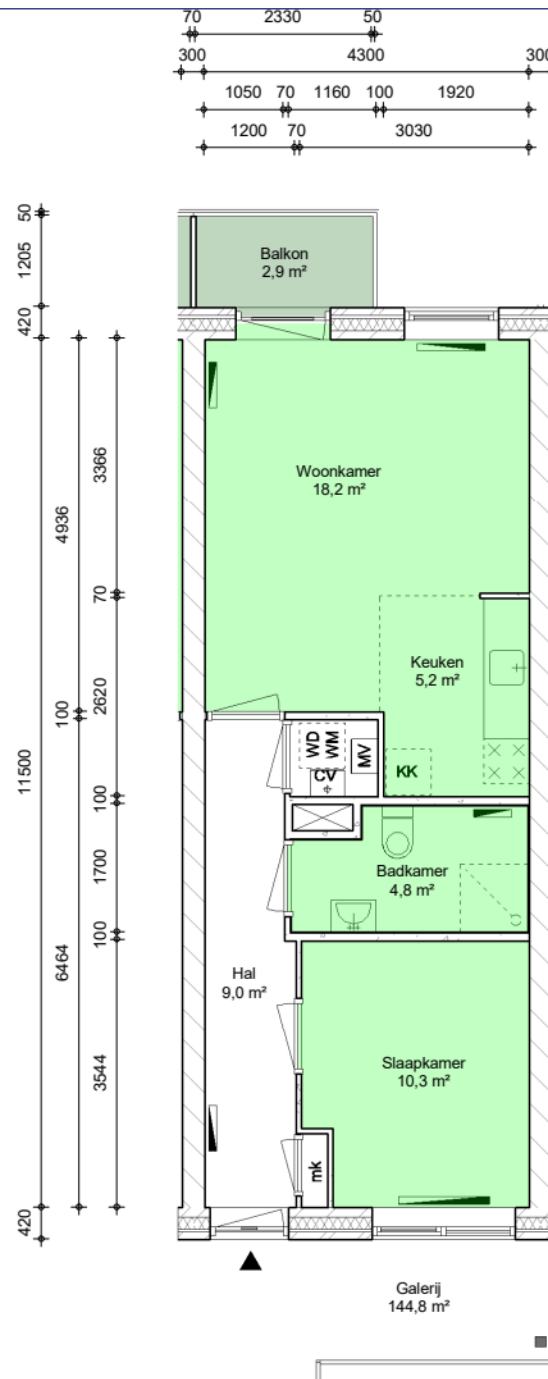 70 2330 50
300 4300 300
1050 70 1160 100 1920
1200 70 3030
50
1205
420
Balkon
2,9 m²
3366
4936
Woonkamer
18,2 m²
70
2620
Keuken
5,2 m²
100
11500
WD
WM
MV
CV
KK
100
1700
Badkamer
4,8 m²
100
6464
Hal
9,0 m²
3544
Slaapkamer
10,3 m²
mk
420
Galerij
144,8 m²